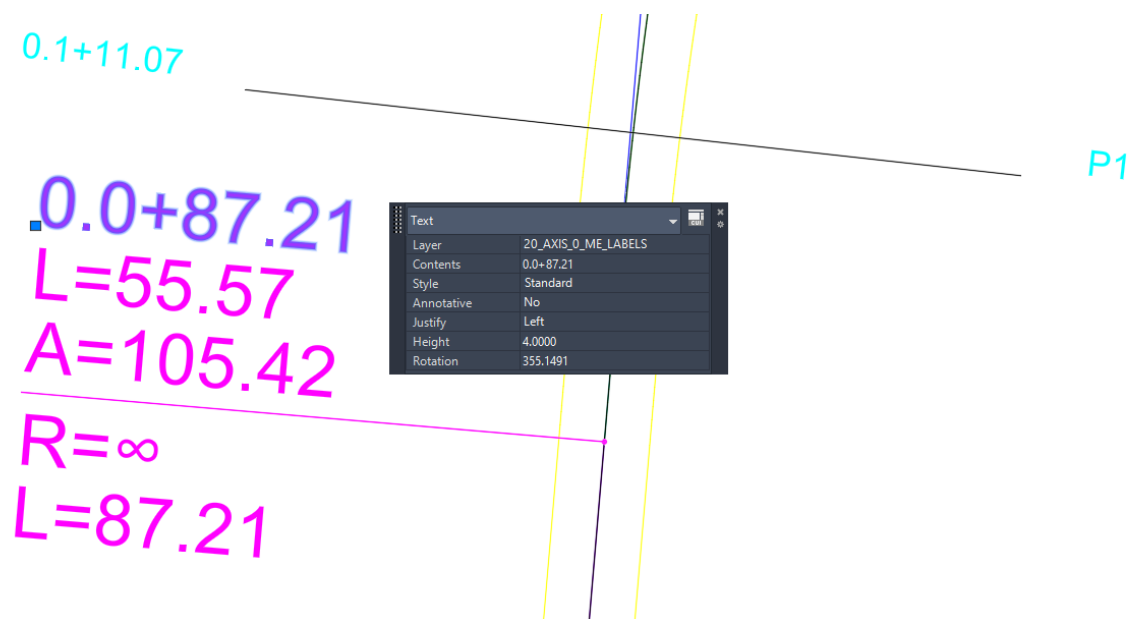 0.1+11.07
P1
0.0+87.21
L=55.57
A=105.42
R=∞
L=87.21
Text
CUI
Layer 20_AXIS_0_ME_LABELS
Contents 0.0+87.21
Style Standard
Annotative No
Justify Left
Height 4.0000
Rotation 355.1491